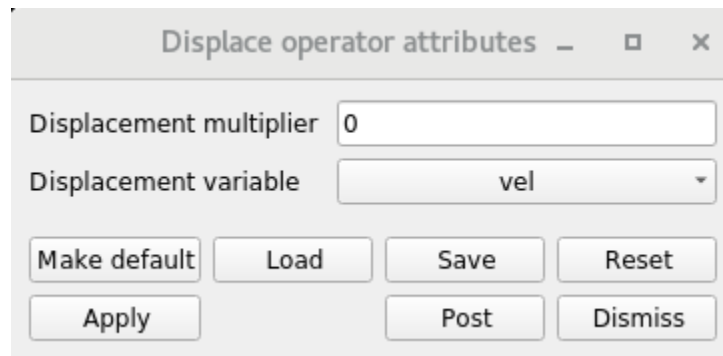 Displace operator attributes
Displacement multiplier 0
Displacement variable vel
Make default Load Save Reset
Apply Post Dismiss